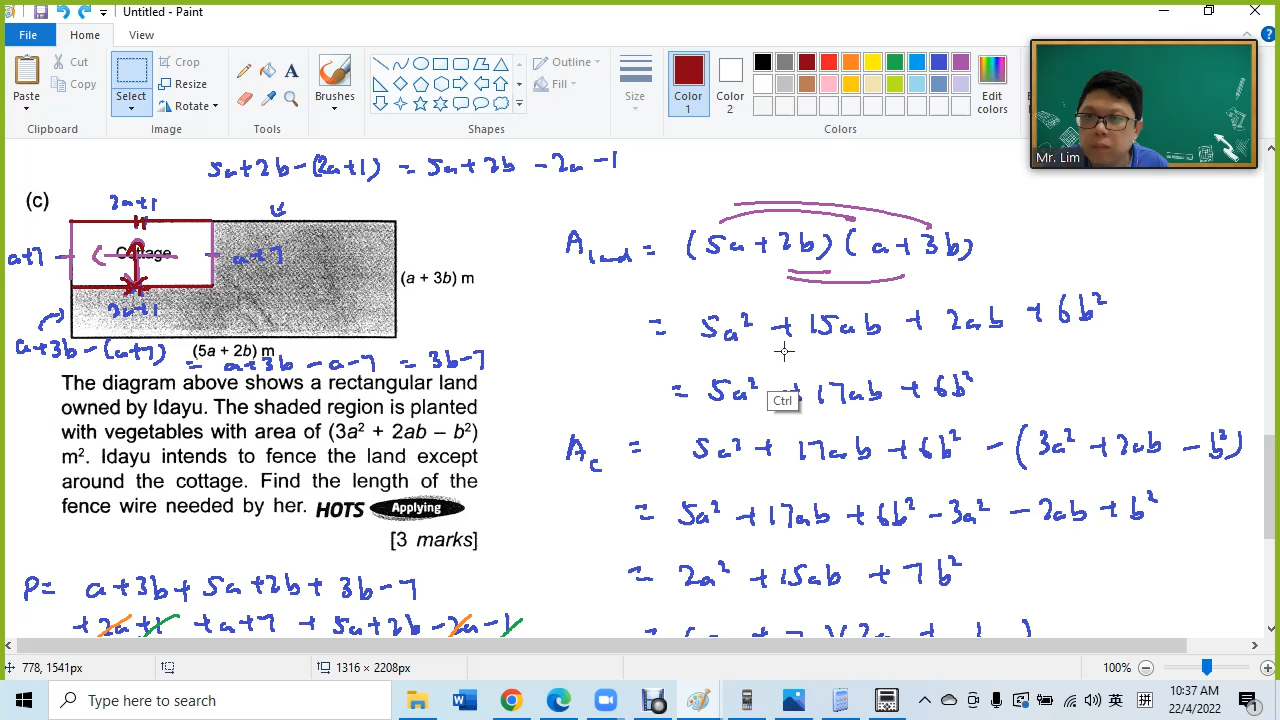 Untitled - Paint
File
Home
View
Paste
Cut
Copy
Clipboard
Select
Crop
Resize
Rotate
Image
A
Tools
Brushes
Outline
Fill
Shapes
Size
Color 1
Color 2
Edit colors
Colors
Mr. Lim
5a+2b-(2a+1) = 5a+2b -2a -1
(c)
2a+1
a+7
Cottage
a+7
(a + 3b) m
2a+1
a+3b-(a+7)
(5a + 2b) m
= a+3b - a-7 = 3b-7
The diagram above shows a rectangular land
owned by Idayu. The shaded region is planted
with vegetables with area of (3a² + 2ab – b²)
m². Idayu intends to fence the land except
around the cottage. Find the length of the
fence wire needed by her. HOTS Applying
[3 marks]
P= a+3b+5a+2b+3b-7
+2a+1 +a+7 +5a+2b-2a-1
A land = (5a+2b)(a+3b)
= 5a² +15ab + 2ab +6b²
= 5a² +17ab +6b²
Ctrl
Ac = 5a²+ 17ab +6b² -(3a² +2ab -b²)
= 5a² +17ab +6b² -3a² -2ab +b²
= 2a² +15ab +7b²
778, 1541px
1316 × 2208px
100%
Type here to search
英
拼
10:37 AM
22/4/2022
1